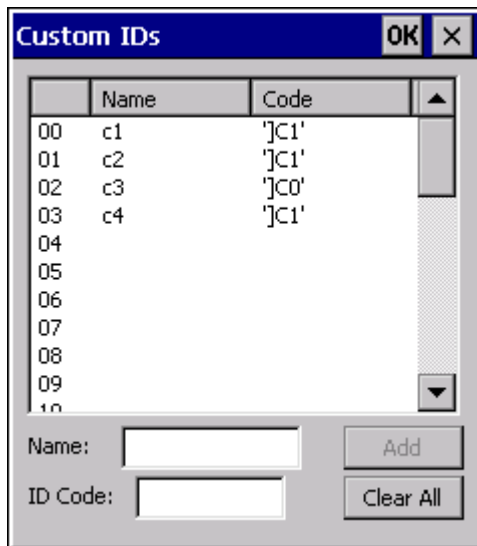 Custom IDs OK ×
Name Code
00 c1 ']C1'
01 c2 ']C1'
02 c3 ']C0'
03 c4 ']C1'
04
05
06
07
08
09
10
Name: Add
ID Code: Clear All